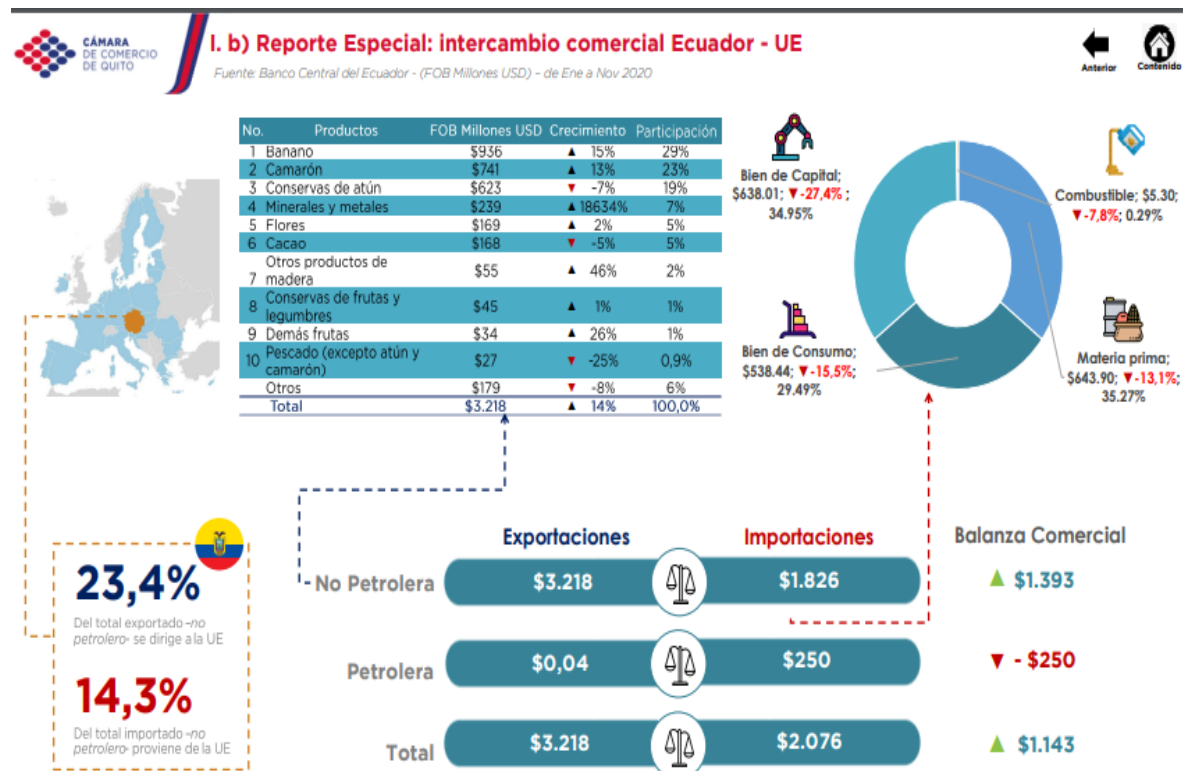 CÁMARA
DE COMERCIO
DE QUITO
I. b) Reporte Especial: intercambio comercial Ecuador - UE
Fuente: Banco Central del Ecuador - (FOB Millones USD) – de Ene a Nov 2020
Anterior
Contenido
No. Productos FOB Millones USD Crecimiento Participación
1 Banano $936 ▲ 15% 29%
2 Camarón $741 ▲ 13% 23%
3 Conservas de atún $623 ▼ -7% 19%
4 Minerales y metales $239 ▲ 18634% 7%
5 Flores $169 ▲ 2% 5%
6 Cacao $168 ▼ -5% 5%
7 Otros productos de
madera $55 ▲ 46% 2%
8 Conservas de frutas y
legumbres $45 ▲ 1% 1%
9 Demás frutas $34 ▲ 26% 1%
10 Pescado (excepto atún y
camarón) $27 ▼ -25% 0,9%
Otros $179 ▼ -8% 6%
Total $3.218 ▲ 14% 100,0%
Bien de Capital;
$638.01; ▼-27,4% ;
34.95%
Combustible; $5.30;
▼-7,8%; 0.29%
Bien de Consumo;
$538.44; ▼-15,5%;
29.49%
Materia prima;
$643.90; ▼-13,1%;
35.27%
23,4%
Del total exportado –no
petrolero- se dirige a la UE
14,3%
Del total importado –no
petrolero- proviene de la UE
Exportaciones Importaciones Balanza Comercial
No Petrolera $3.218 $1.826 ▲ $1.393
Petrolera $0,04 $250 ▼ - $250
Total $3.218 $2.076 ▲ $1.143